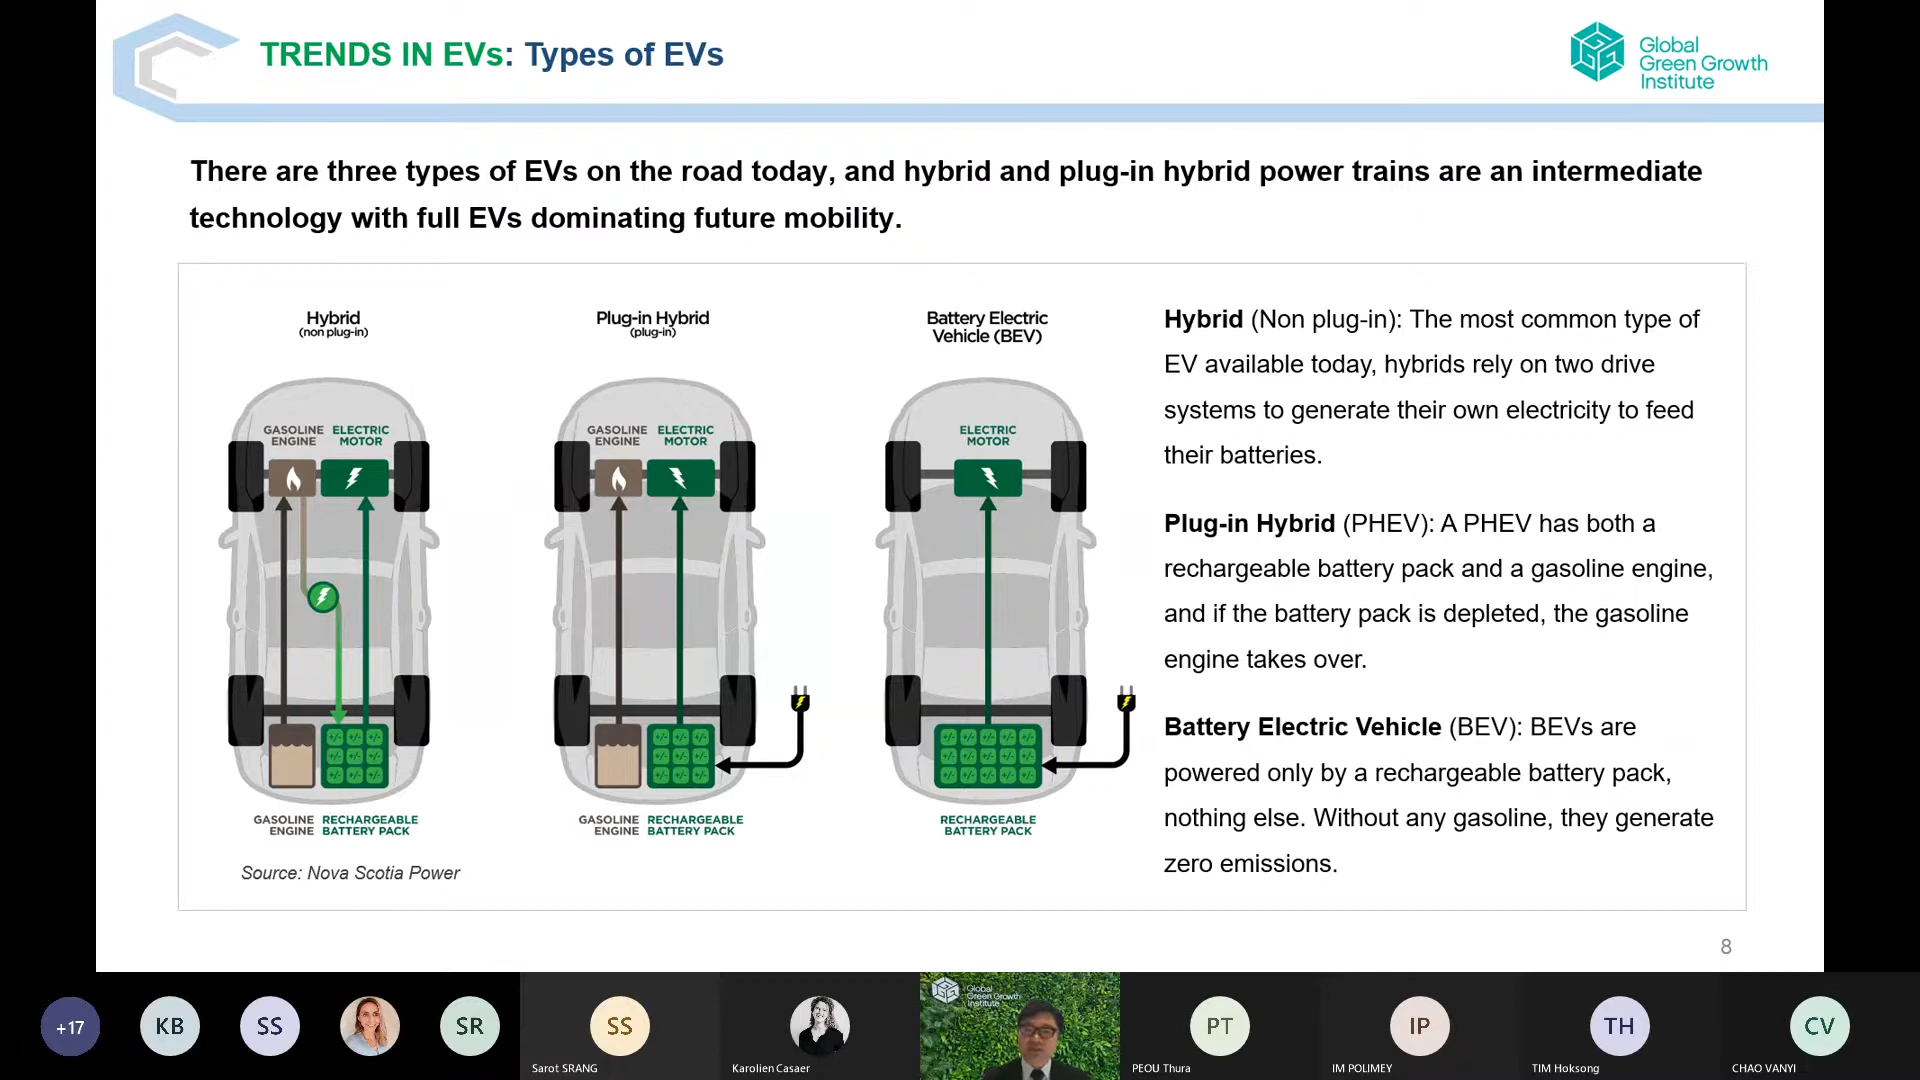 TRENDS IN EVs: Types of EVs
Global
Green Growth
Institute
There are three types of EVs on the road today, and hybrid and plug-in hybrid power trains are an intermediate
technology with full EVs dominating future mobility.
Hybrid
(non plug-in)
GASOLINE ENGINE
ELECTRIC MOTOR
GASOLINE ENGINE
RECHARGEABLE BATTERY PACK
Plug-in Hybrid
(plug-in)
GASOLINE ENGINE
ELECTRIC MOTOR
GASOLINE ENGINE
RECHARGEABLE BATTERY PACK
Battery Electric
Vehicle (BEV)
ELECTRIC
MOTOR
RECHARGEABLE
BATTERY PACK
Source: Nova Scotia Power
Hybrid (Non plug-in): The most common type of
EV available today, hybrids rely on two drive
systems to generate their own electricity to feed
their batteries.
Plug-in Hybrid (PHEV): A PHEV has both a
rechargeable battery pack and a gasoline engine,
and if the battery pack is depleted, the gasoline
engine takes over.
Battery Electric Vehicle (BEV): BEVs are
powered only by a rechargeable battery pack,
nothing else. Without any gasoline, they generate
zero emissions.
8
+17
KB
SS
SR
SS
Sarot SRANG
Karolien Casaer
Global
Green Growth
Institute
PT
PEOU Thura
IP
IM POLIMEY
TH
TIM Hoksong
CV
CHAO VANYI